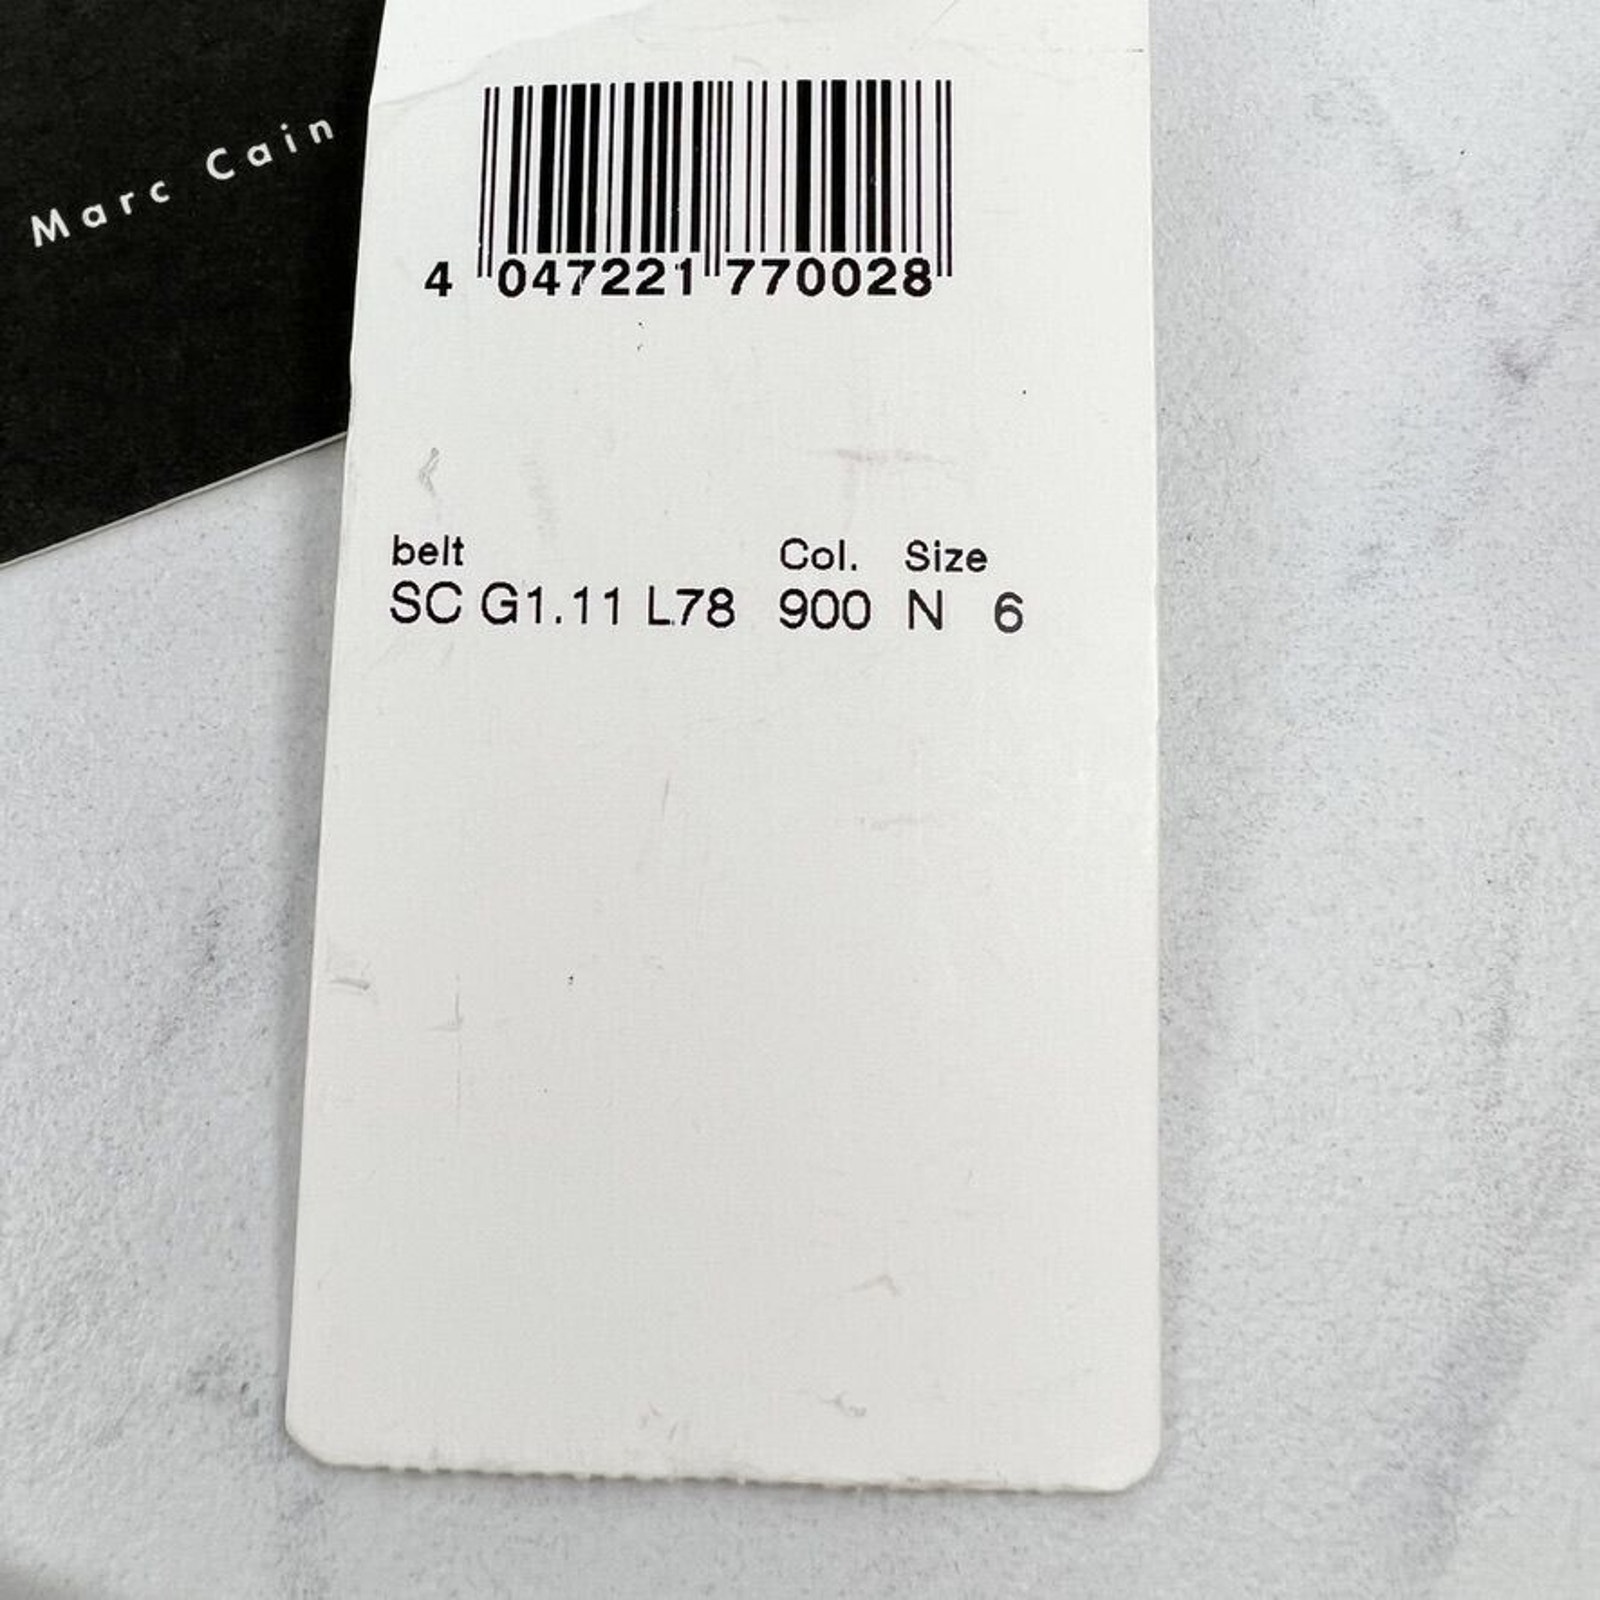 Marc Cain
4 047221 770028
belt Col. Size
SC G1.11 L78 900 N 6